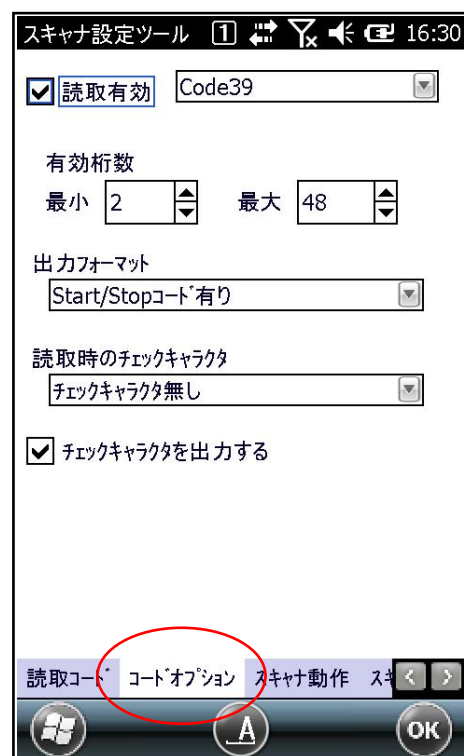 スキャナ設定ツール 1 16:30
読取有効 Code39
有効桁数
最小 2 最大 48
出力フォーマット
Start/Stopコード有り
読取時のチェックキャラクタ
チェックキャラクタ無し
チェックキャラクタを出力する
読取コード コードオプション スキャナ動作 スキ
A OK